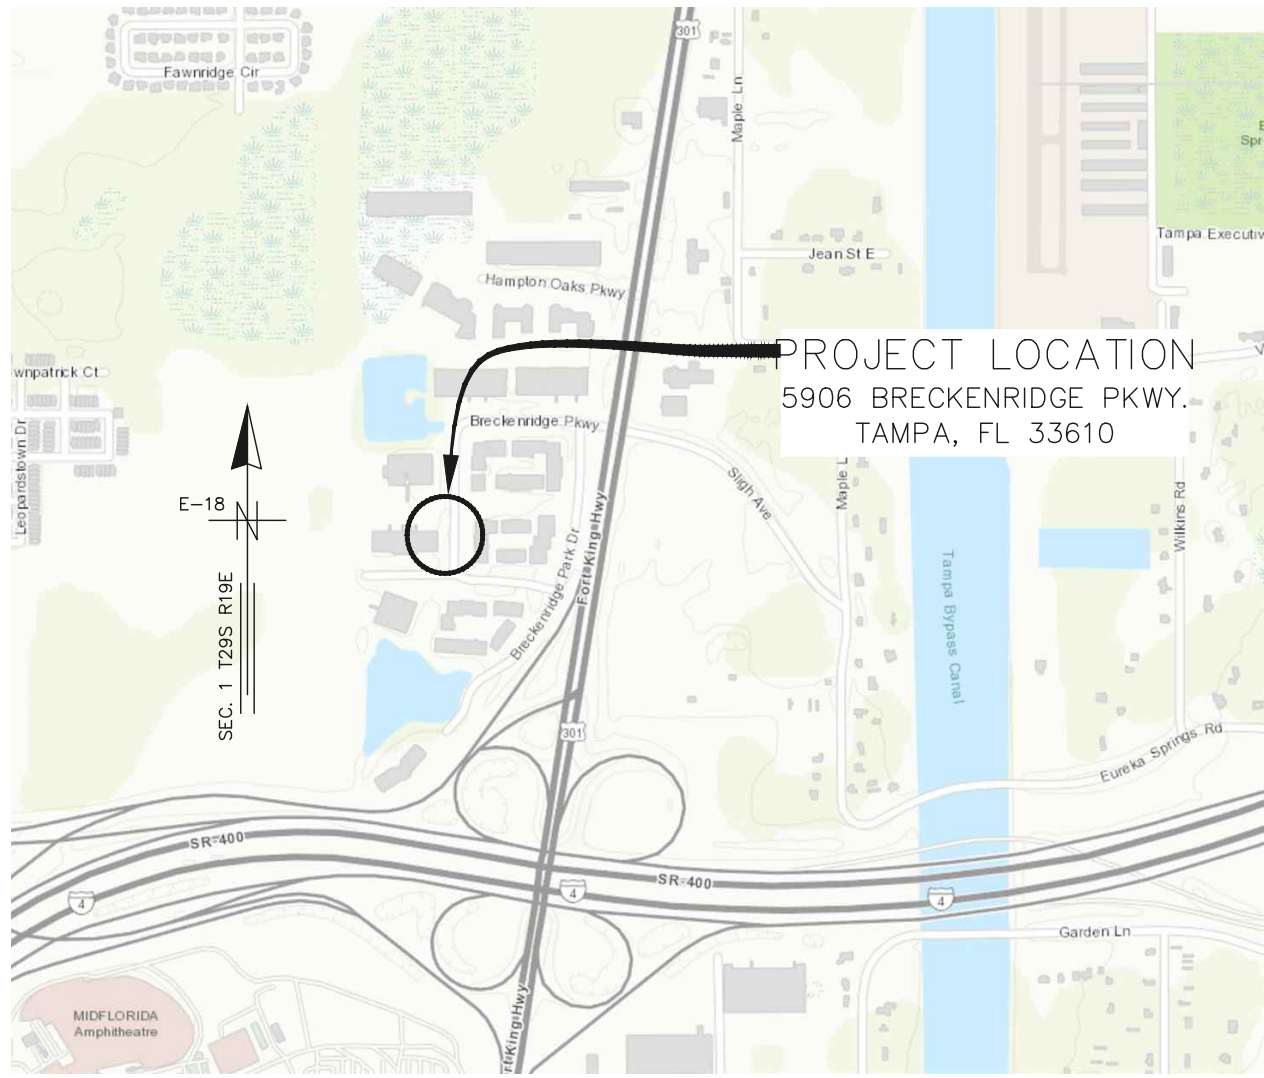 301
Fawnridge Cir
Maple Ln
Tampa Executiv
Jean St E
Hampton Oaks Pkwy
PROJECT LOCATION
5906 BRECKENRIDGE PKWY.
TAMPA, FL 33610
wnpatrick Ct
Breckenridge Pkwy
Leopardstown Dr
Sligh Ave
Maple L
Wilkins Rd
E-18
N
Fort King Hwy
Breckenridge Park Dr
Tampa Bypass Canal
SEC. 1 T29S R19E
301
Eureka Springs Rd
SR-400
SR-400
4
4
4
Garden Ln
MIDFLORIDA
Amphitheatre
rt King Hwy